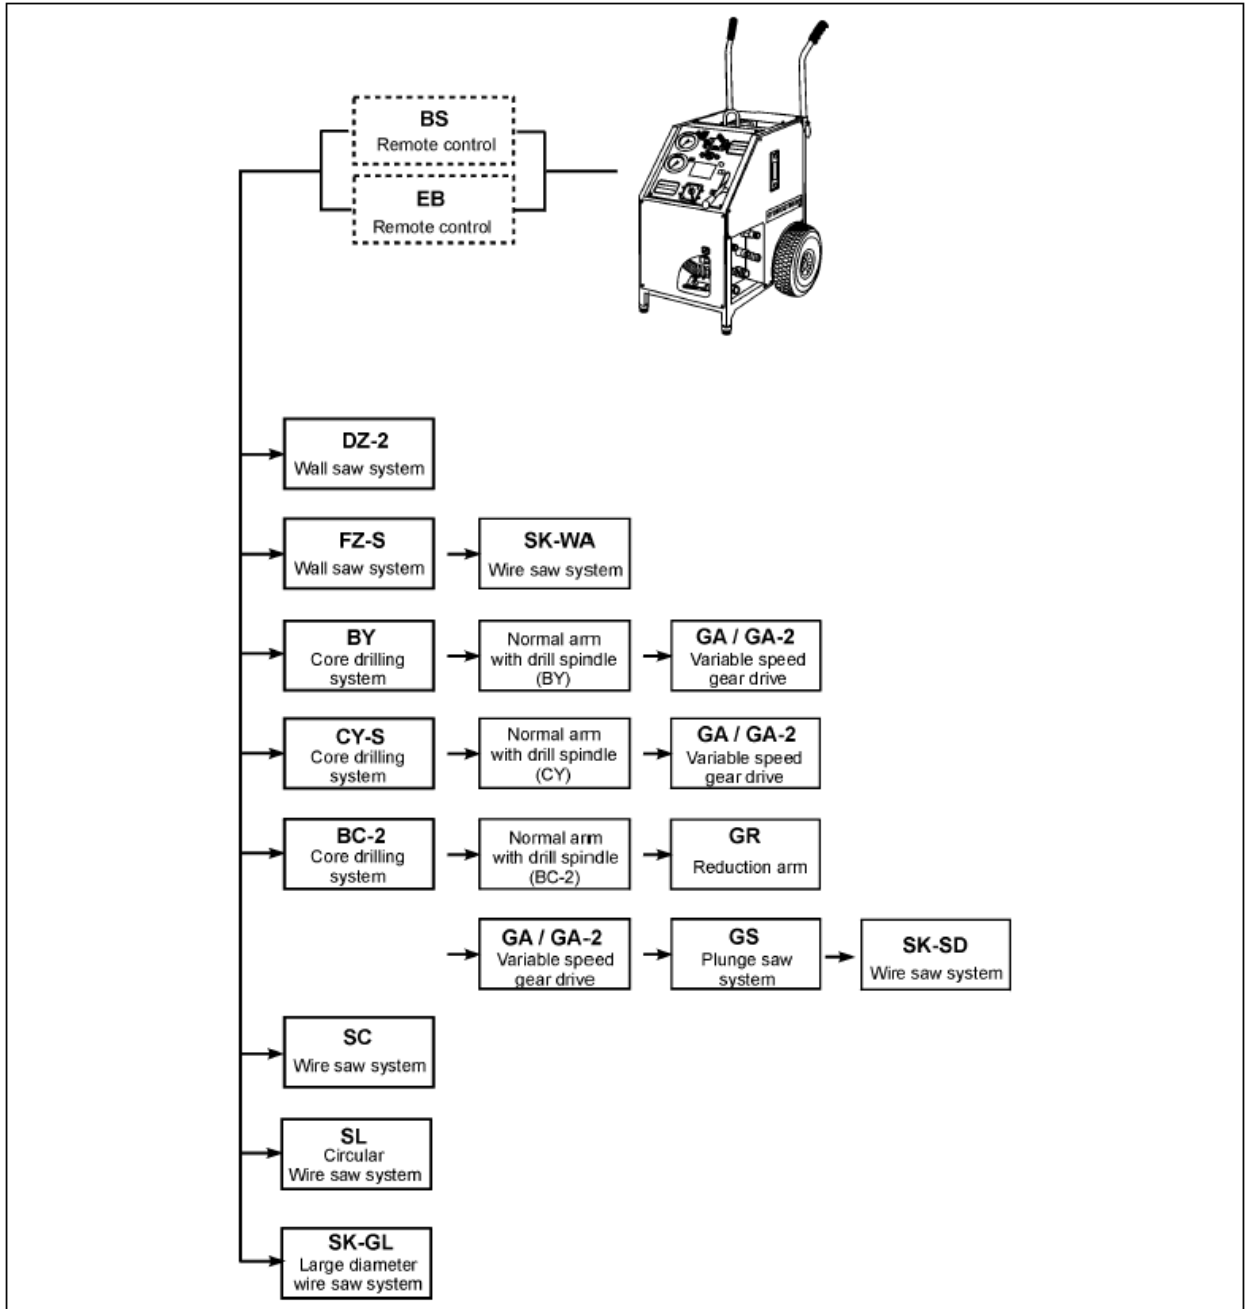 BS
Remote control
EB
Remote control
DZ-2
Wall saw system
FZ-S
Wall saw system
SK-WA
Wire saw system
BY
Core drilling
system
Normal arm
with drill spindle
(BY)
GA / GA-2
Variable speed
gear drive
CY-S
Core drilling
system
Normal arm
with drill spindle
(CY)
GA / GA-2
Variable speed
gear drive
BC-2
Core drilling
system
Normal arm
with drill spindle
(BC-2)
GR
Reduction arm
GA / GA-2
Variable speed
gear drive
GS
Plunge saw
system
SK-SD
Wire saw system
SC
Wire saw system
SL
Circular
Wire saw system
SK-GL
Large diameter
wire saw system